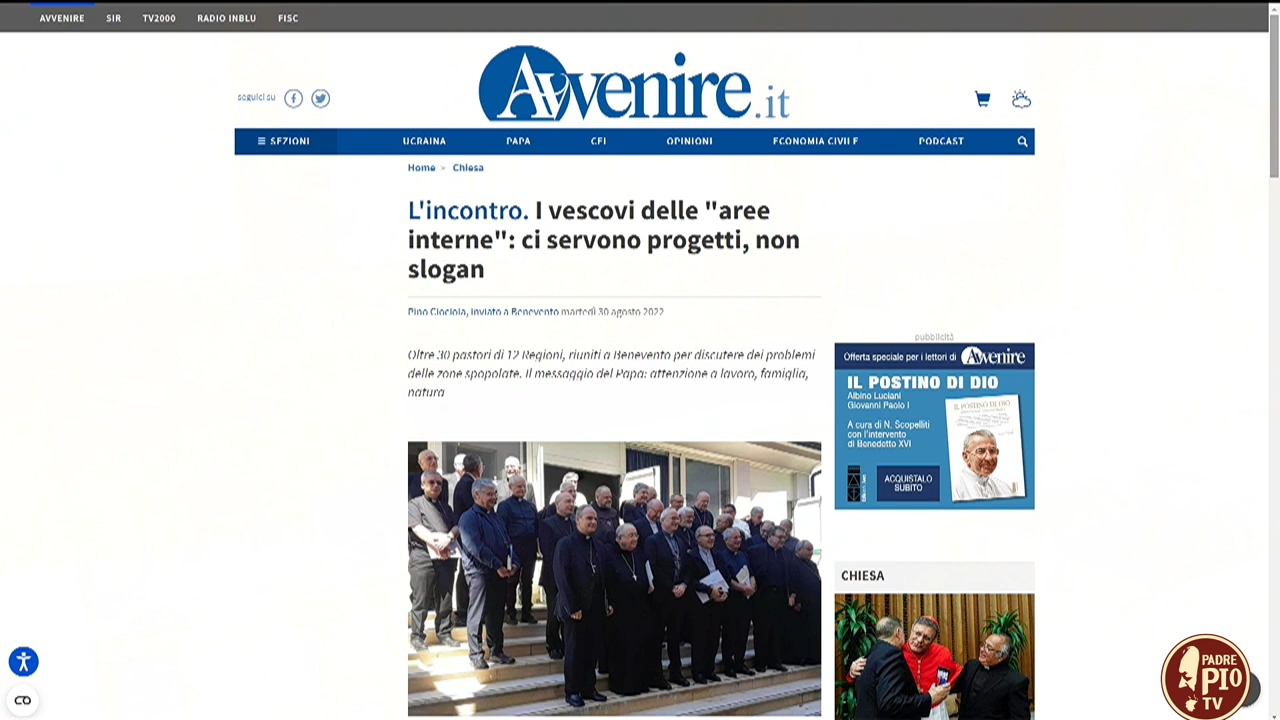 AVVENIRE SIR TV2000 RADIO INBLU FISC
seguici su
Avvenire.it
SEZIONI UCRAINA PAPA CEI OPINIONI ECONOMIA CIVILE PODCAST
Home > Chiesa
L'incontro. I vescovi delle "aree
interne": ci servono progetti, non
slogan
Pino Ciociola, inviato a Benevento martedì 30 agosto 2022
Oltre 30 pastori di 12 Regioni, riuniti a Benevento per discutere dei problemi
delle zone spopolate. Il messaggio del Papa: attenzione a lavoro, famiglia,
natura
pubblicità
Offerta speciale per i lettori di Avvenire
IL POSTINO DI DIO
Albino Luciani
Giovanni Paolo I
A cura di N. Scopelliti
con l'intervento
di Benedetto XVI
ACQUISTALO
SUBITO
IL POSTINO DI DIO
CHIESA
PADRE
PIO
TV